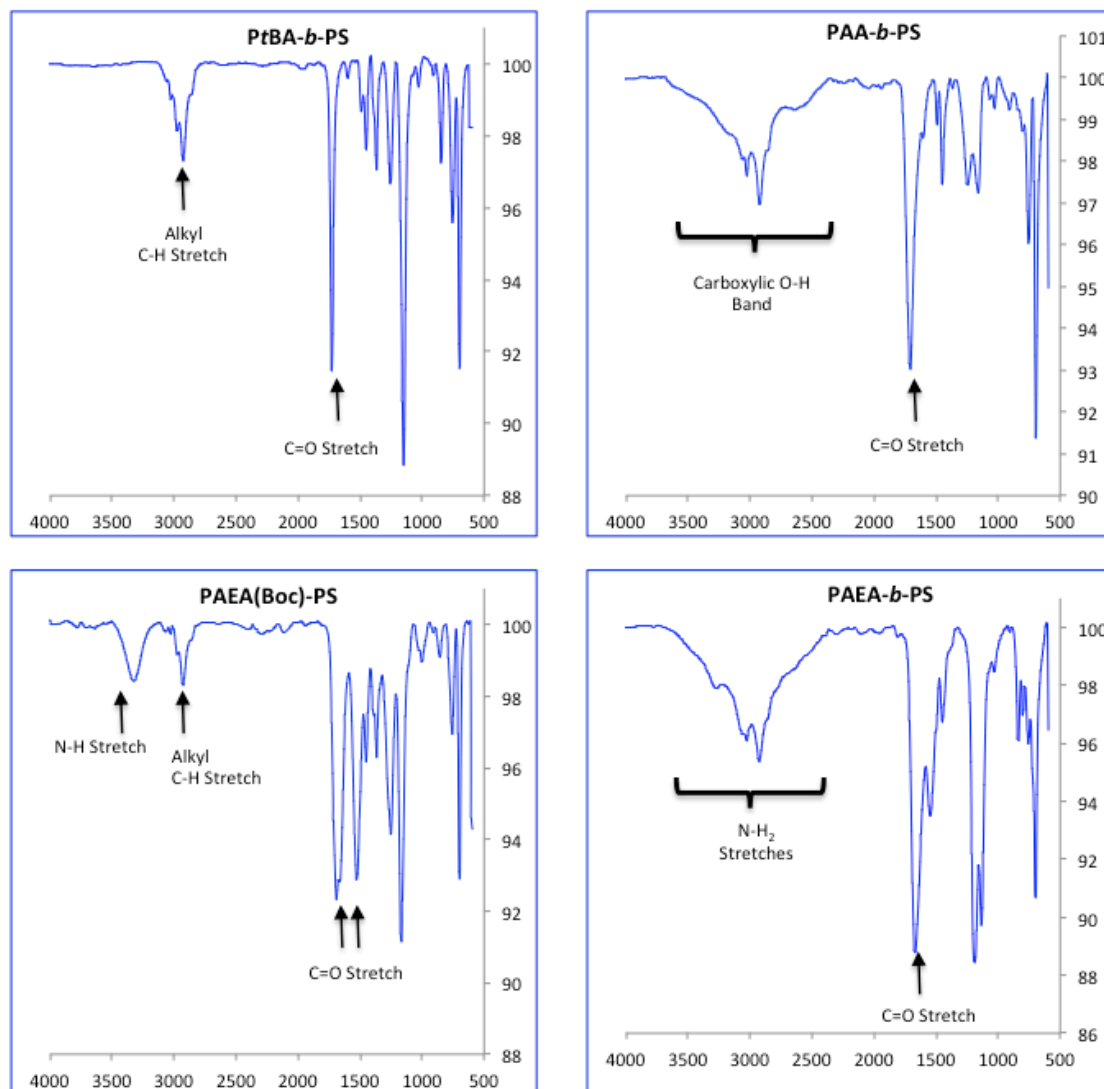 PtBA-b-PS
100
98
96
94
92
90
88
Alkyl
C-H Stretch
C=O Stretch
4000 3500 3000 2500 2000 1500 1000 500
PAA-b-PS
101
100
99
98
97
96
95
94
93
92
91
90
Carboxylic O-H
Band
C=O Stretch
4000 3500 3000 2500 2000 1500 1000 500
PAEA(Boc)-PS
100
98
96
94
92
90
88
N-H Stretch
Alkyl
C-H Stretch
C=O Stretch
4000 3500 3000 2500 2000 1500 1000 500
PAEA-b-PS
100
98
96
94
92
90
88
86
N-H₂
Stretches
C=O Stretch
4000 3500 3000 2500 2000 1500 1000 500